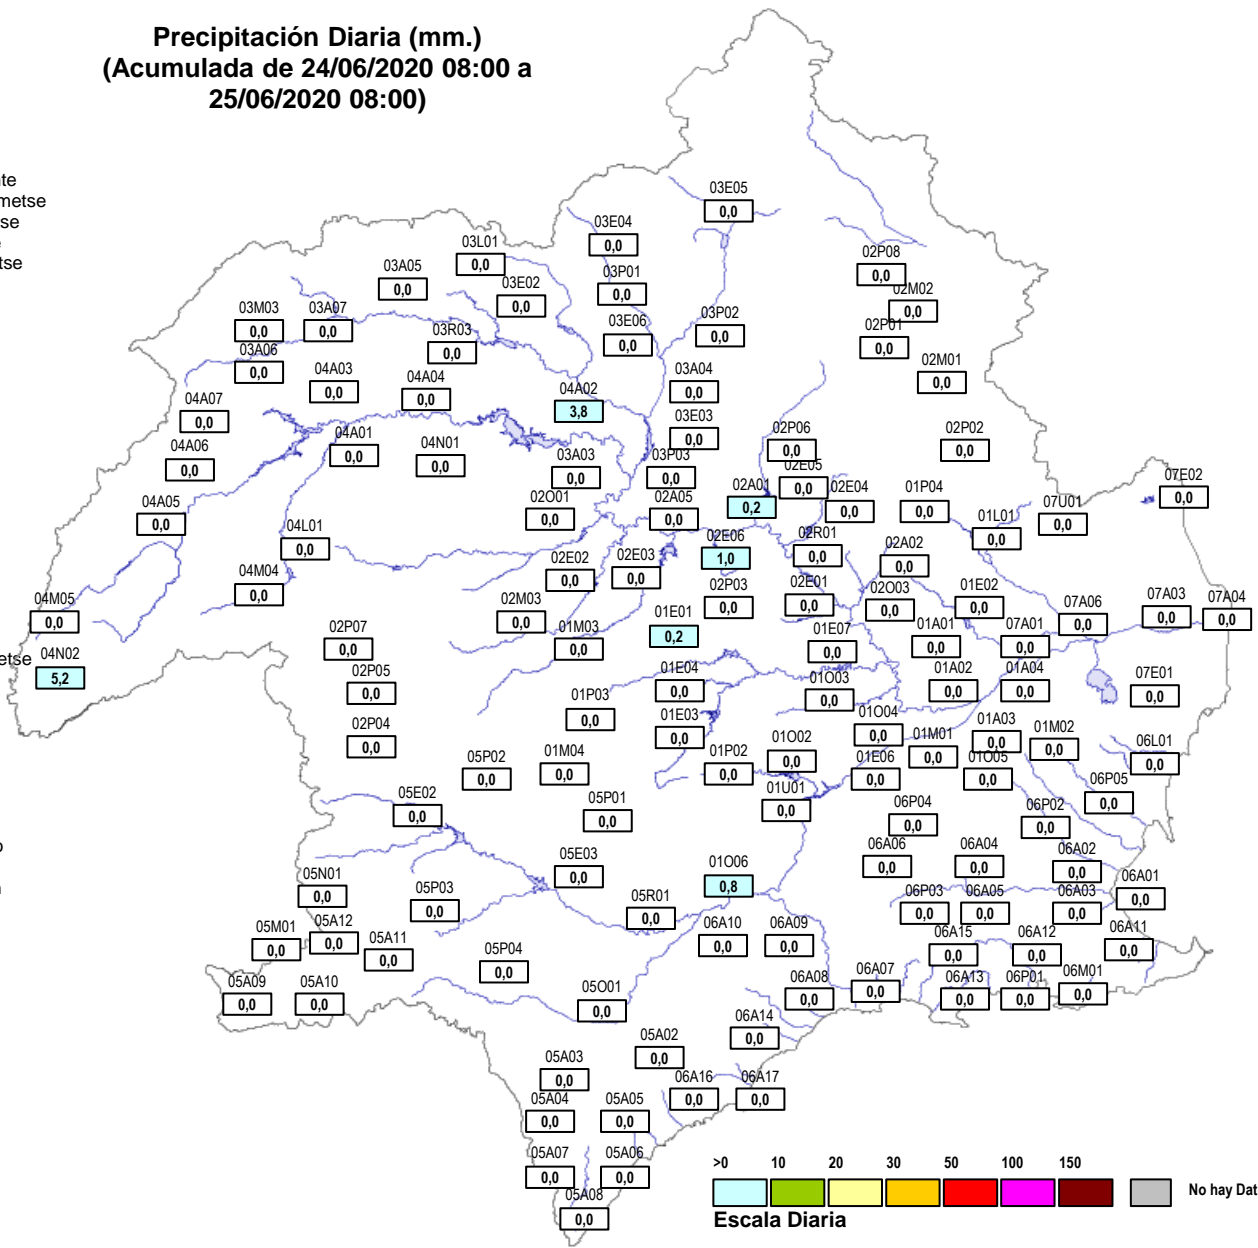 Precipitación Diaria (mm.)
(Acumulada de 24/06/2020 08:00 a
25/06/2020 08:00)
te
metse
se
tse
etse
03E05
0,0
03E04
0,0
03L01
0,0
02P08
0,0
03A05
0,0
03P01
0,0
03E02
0,0
02M02
0,0
03M03
0,0
03A07
0,0
03P02
0,0
03E06
0,0
02P01
0,0
03R03
0,0
03A06
0,0
02M01
0,0
04A03
0,0
03A04
0,0
04A04
0,0
04A02
3,8
04A07
0,0
03E03
0,0
02P06
0,0
02P02
0,0
04A01
0,0
04N01
0,0
04A06
0,0
03A03
0,0
03P03
0,0
02E05
0,0
07E02
0,0
02A01
0,2
02E04
0,0
01P04
0,0
02O01
0,0
02A05
0,0
04A05
0,0
07U01
0,0
01L01
0,0
04L01
0,0
02E06
1,0
02R01
0,0
02A02
0,0
02E03
0,0
02E02
0,0
04M04
0,0
02P03
0,0
02E01
0,0
02O03
0,0
01E02
0,0
07A03
0,0
07A04
0,0
04M05
0,0
02M03
0,0
07A06
0,0
01E01
0,2
02P07
0,0
01M03
0,0
01E07
0,0
01A01
0,0
07A01
0,0
04N02
5,2
02P05
0,0
01E04
0,0
01O03
0,0
01A02
0,0
01A04
0,0
07E01
0,0
01P03
0,0
01E03
0,0
01O04
0,0
01A03
0,0
01M02
0,0
02P04
0,0
01M01
0,0
06L01
0,0
05P02
0,0
01M04
0,0
01P02
0,0
01O02
0,0
01E06
0,0
01O05
0,0
01U01
0,0
06P05
0,0
05E02
0,0
05P01
0,0
06P04
0,0
06P02
0,0
05E03
0,0
01O06
0,8
06A06
0,0
06A04
0,0
06A02
0,0
05N01
0,0
05P03
0,0
05R01
0,0
06P03
0,0
06A05
0,0
06A03
0,0
06A01
0,0
05M01
0,0
05A12
0,0
05A11
0,0
06A10
0,0
06A09
0,0
06A15
0,0
06A12
0,0
06A11
0,0
05P04
0,0
05A09
0,0
05A10
0,0
05O01
0,0
06A08
0,0
06A07
0,0
06A13
0,0
06P01
0,0
06M01
0,0
06A14
0,0
05A02
0,0
05A03
0,0
06A16
0,0
06A17
0,0
05A04
0,0
05A05
0,0
05A07
0,0
05A06
0,0
05A08
0,0
>0 10 20 30 50 100 150
No hay Dat
Escala Diaria